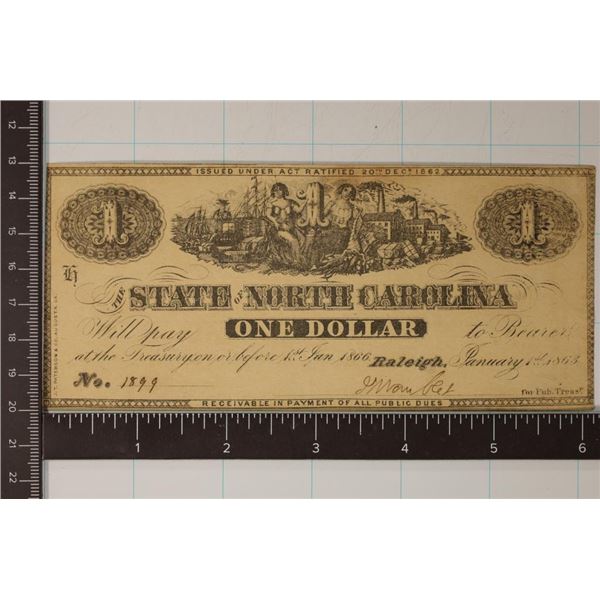 ISSUED UNDER ACT RATIFIED 20TH DECR 1862
1 1 1
H
THE STATE OF NORTH CAROLINA
Will pay ONE DOLLAR to Bearer
at the Treasury on or before 1st Jan 1866. Raleigh, January 1st 1863
No. 1899
For Pub. Treasr.
RECEIVABLE IN PAYMENT OF ALL PUBLIC DUES
12
13
14
15
16
17
18
19
20
21
22
1 2 3 4 5 6